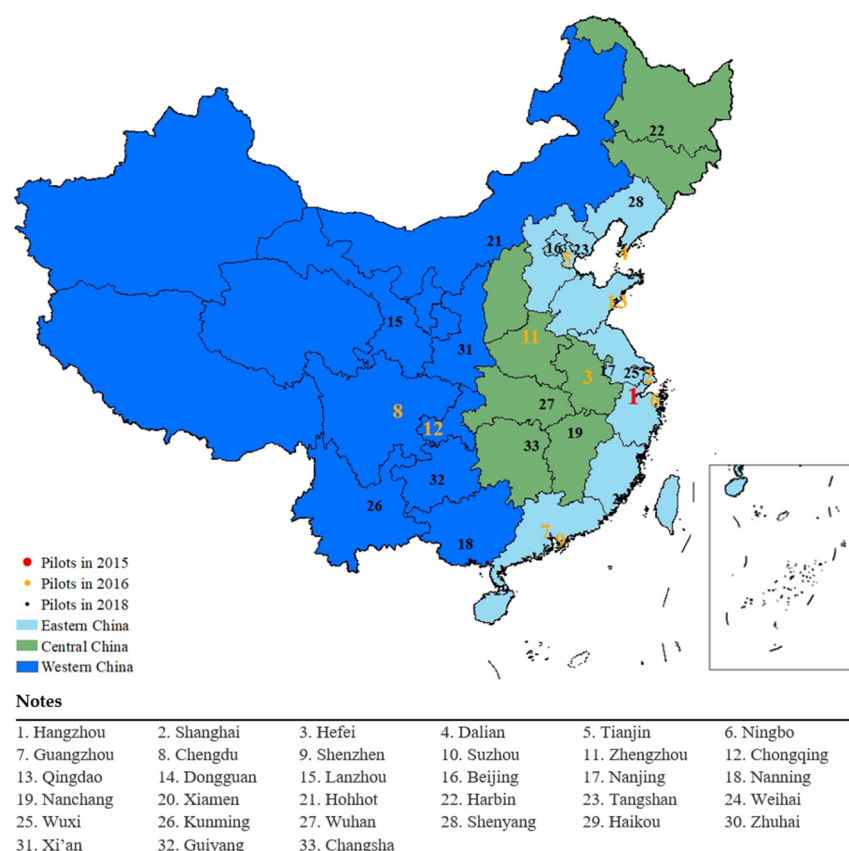 22
28
21
16
23
5
4
24
15
13
31
11
3
17
25
2
1
6
8
27
12
19
33
32
26
20
7
9
18
29
Pilots in 2015
Pilots in 2016
Pilots in 2018
Eastern China
Central China
Western China
Notes
1. Hangzhou 2. Shanghai 3. Hefei 4. Dalian 5. Tianjin 6. Ningbo
7. Guangzhou 8. Chengdu 9. Shenzhen 10. Suzhou 11. Zhengzhou 12. Chongqing
13. Qingdao 14. Dongguan 15. Lanzhou 16. Beijing 17. Nanjing 18. Nanning
19. Nanchang 20. Xiamen 21. Hohhot 22. Harbin 23. Tangshan 24. Weihai
25. Wuxi 26. Kunming 27. Wuhan 28. Shenyang 29. Haikou 30. Zhuhai
31. Xi'an 32. Guiyang 33. Changsha